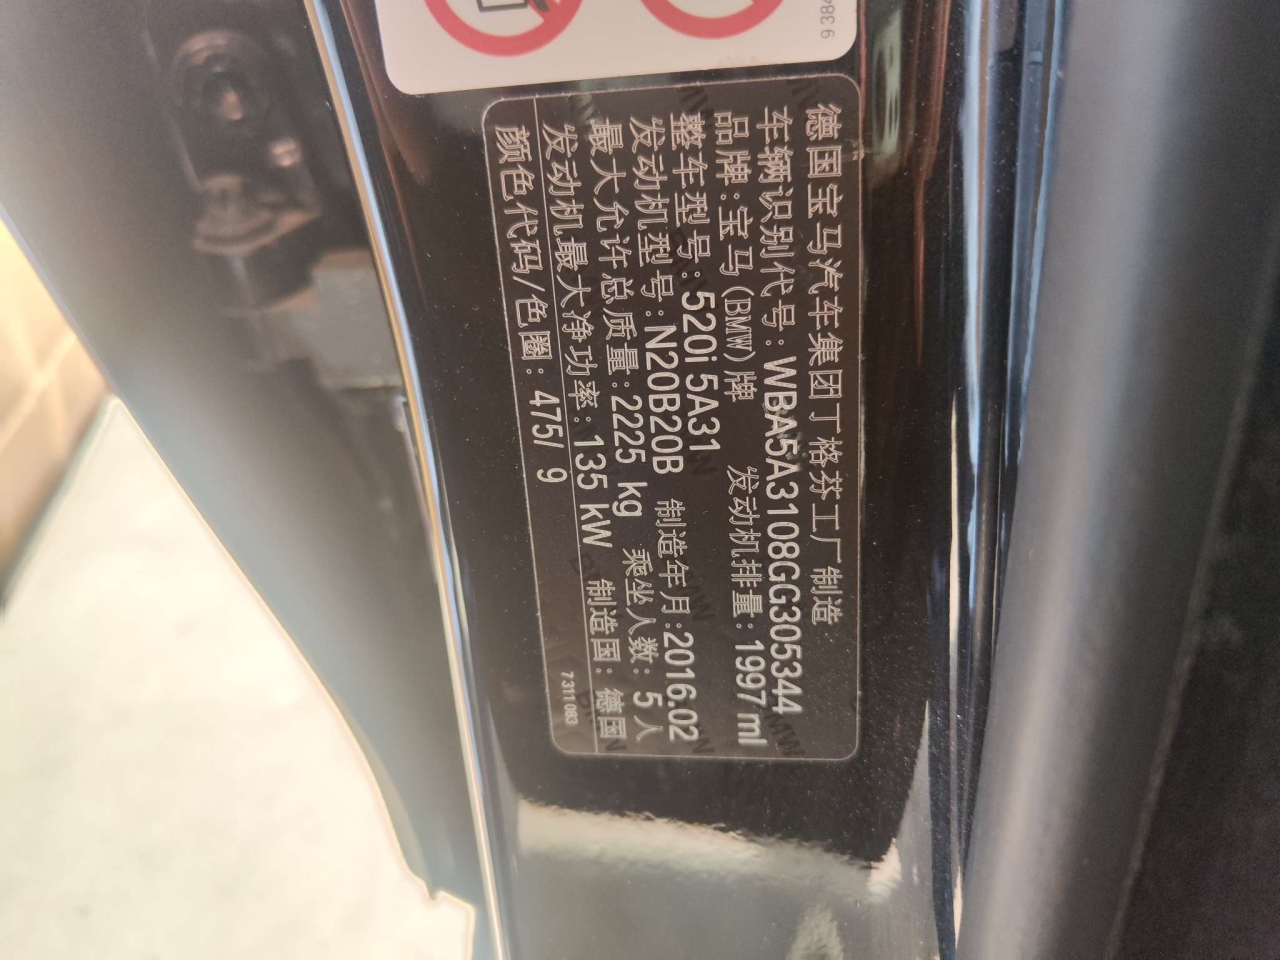 9 384
德国宝马汽车集团丁格芬工厂制造
车辆识别代号:WBA5A3108GG305344
品牌:宝马(BMW)牌 发动机排量:1997 ml
整车型号:520i 5A31
发动机型号:N20B20B 制造年月:2016.02
最大允许总质量:2225 kg 乘坐人数: 5 人
发动机最大净功率:135 kW 制造国: 德国
颜色代码/色圈: 475/ 9
7311083